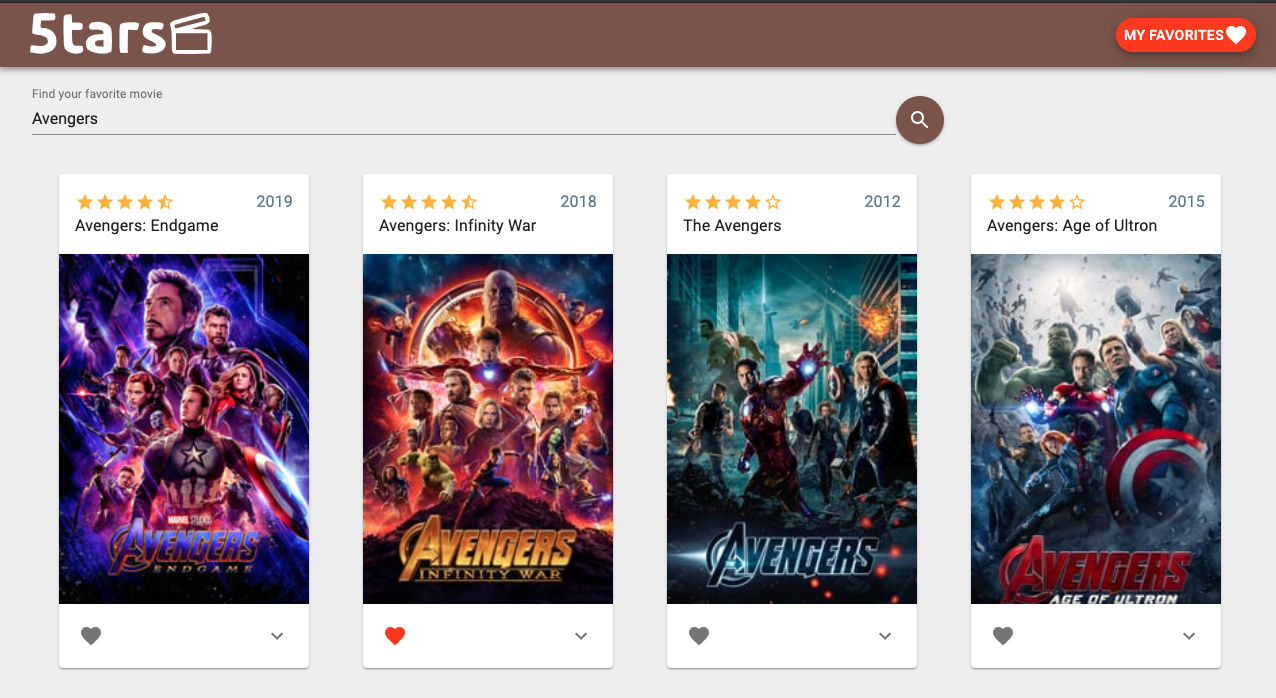 5tars
MY FAVORITES
Find your favorite movie
Avengers
2019
Avengers: Endgame
2018
Avengers: Infinity War
2012
The Avengers
2015
Avengers: Age of Ultron
MARVEL STUDIOS
AVENGERS
ENDGAME
AVENGERS
INFINITY WAR
AVENGERS
AVENGERS
AGE OF ULTRON